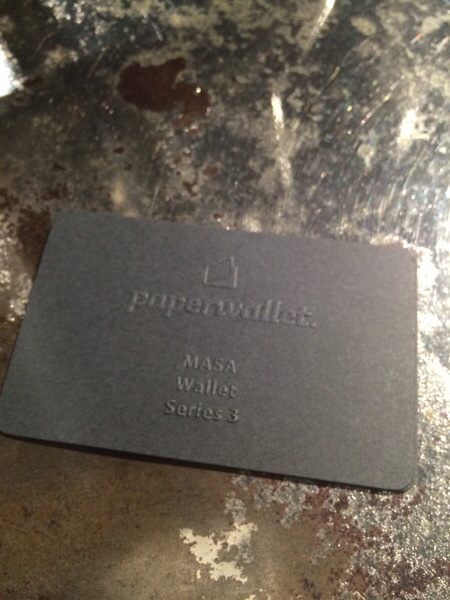 paperwallet.
MASA
Wallet
Series 3